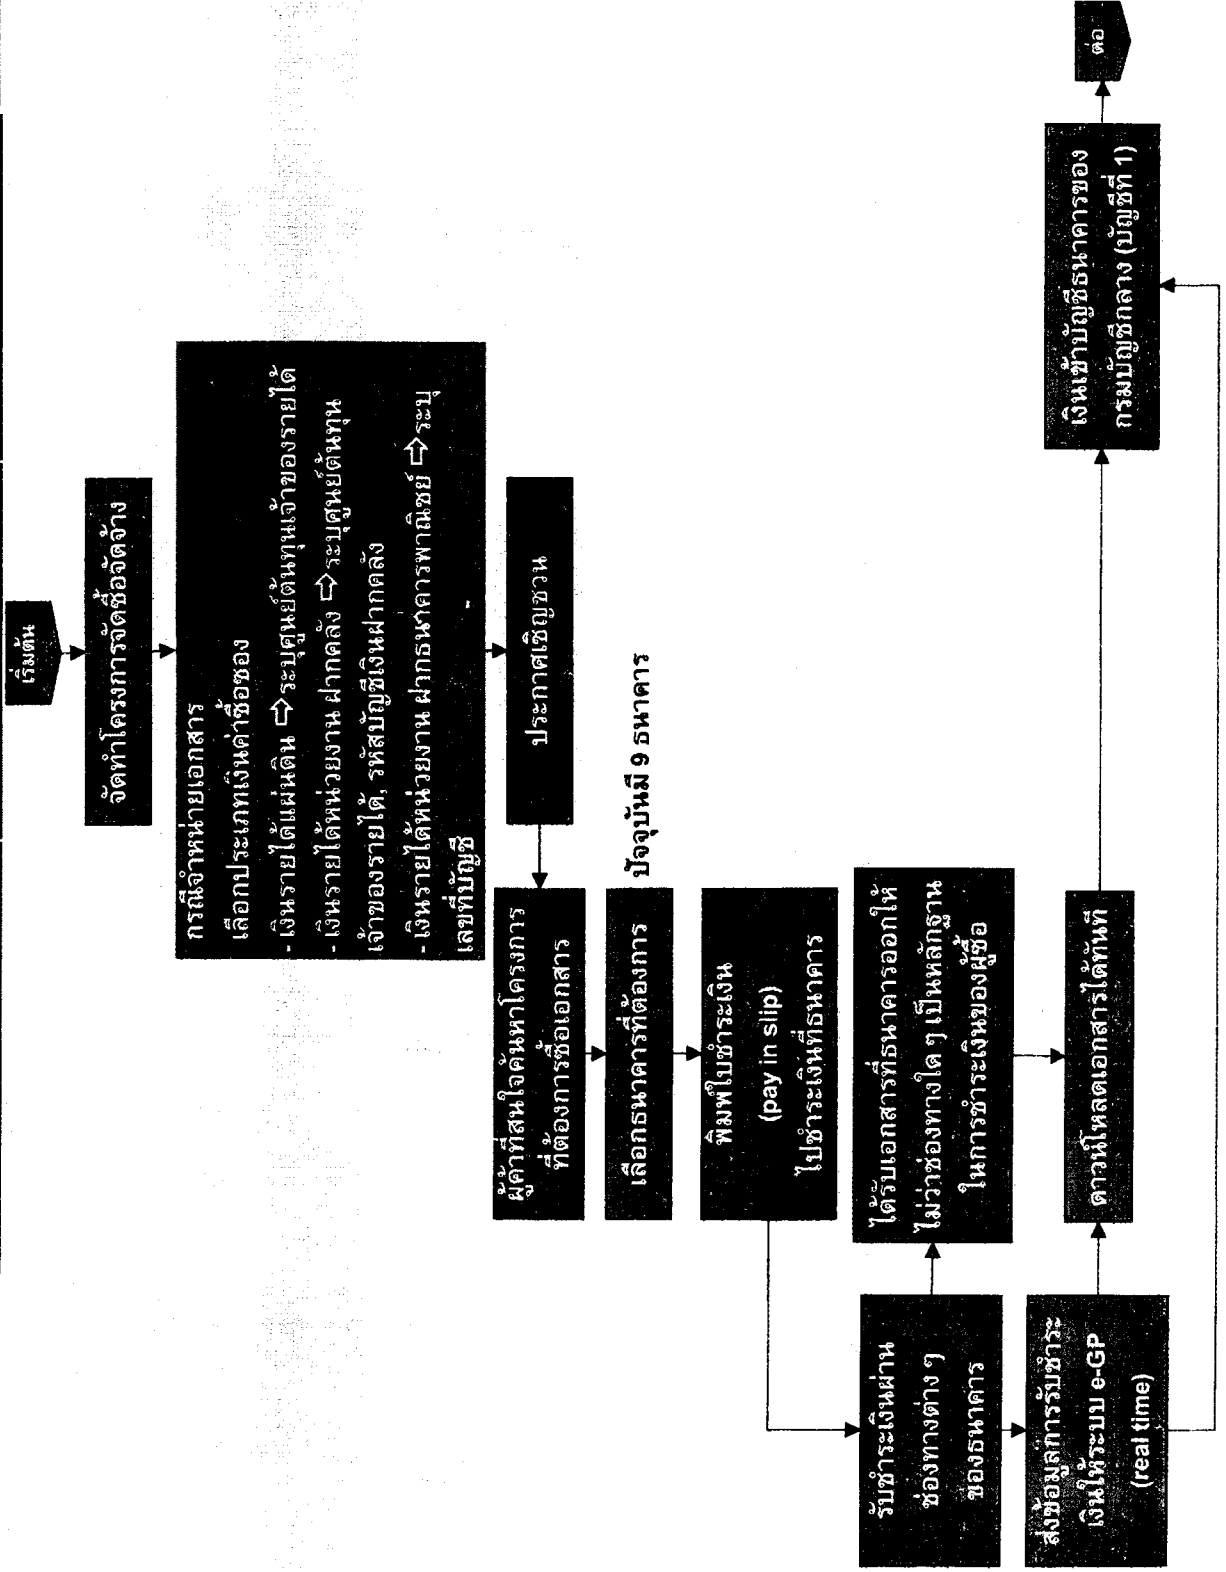 เริ่มต้น
จัดทำโครงการจัดซื้อจัดจ้าง
กรณีจำหน่ายเอกสาร
เลือกประเภทเงินค่าซื้อซอง
- เงินรายได้แผ่นดิน ⇨ ระบุศูนย์ต้นทุนเจ้าของรายได้
- เงินรายได้หน่วยงาน ฝากคลัง ⇨ ระบุศูนย์ต้นทุน
เจ้าของรายได้, รหัสบัญชีเงินฝากคลัง
- เงินรายได้หน่วยงาน ฝากธนาคารพาณิชย์ ⇨ ระบุ
เลขที่บัญชี
ประกาศเชิญชวน
ผู้ค้าที่สนใจค้นหาโครงการ
ที่ต้องการซื้อเอกสาร
เลือกธนาคารที่ต้องการ
ปัจจุบันมี 9 ธนาคาร
พิมพ์ใบชำระเงิน
(pay in slip)
ไปชำระเงินที่ธนาคาร
รับชำระเงินผ่าน
ช่องทางต่าง ๆ
ของธนาคาร
ได้รับเอกสารที่ธนาคารออกให้
ไม่ว่าช่องทางใด ๆ เป็นหลักฐาน
ในการชำระเงินของผู้ซื้อ
ส่งข้อมูลการรับชำระ
เงินให้ระบบ e-GP
(real time)
ดาวน์โหลดเอกสารได้ทันที
เงินเข้าบัญชีธนาคารของ
กรมบัญชีกลาง (บัญชีที่ 1)
ต่อ